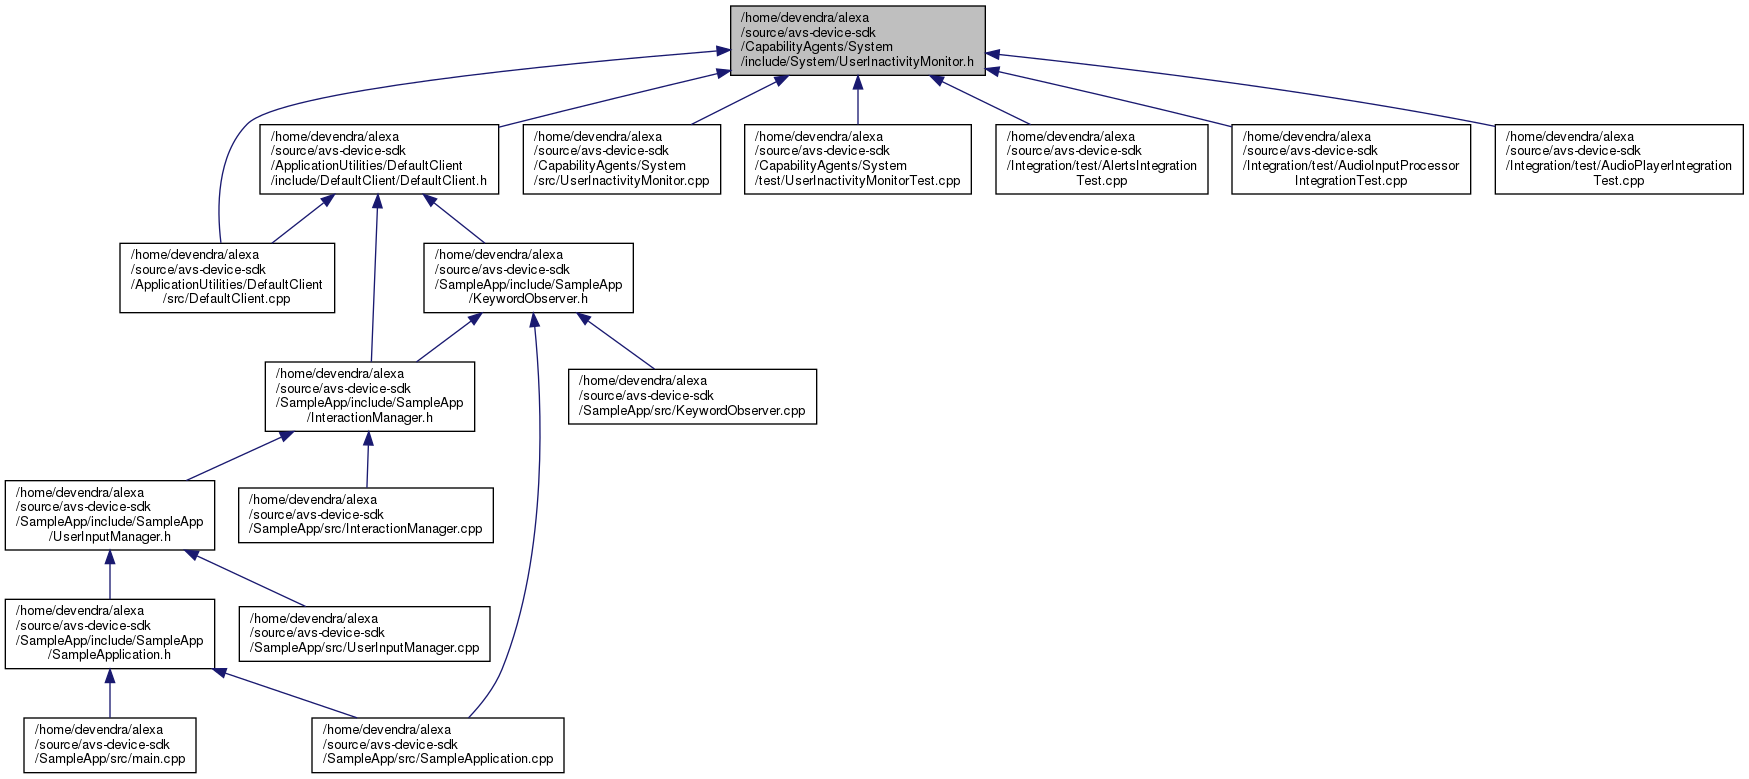 /home/devendra/alexa
/source/avs-device-sdk
/CapabilityAgents/System
/include/System/UserInactivityMonitor.h
/home/devendra/alexa
/source/avs-device-sdk
/ApplicationUtilities/DefaultClient
/include/DefaultClient/DefaultClient.h
/home/devendra/alexa
/source/avs-device-sdk
/CapabilityAgents/System
/src/UserInactivityMonitor.cpp
/home/devendra/alexa
/source/avs-device-sdk
/CapabilityAgents/System
/test/UserInactivityMonitorTest.cpp
/home/devendra/alexa
/source/avs-device-sdk
/Integration/test/AlertsIntegration
Test.cpp
/home/devendra/alexa
/source/avs-device-sdk
/Integration/test/AudioInputProcessor
IntegrationTest.cpp
/home/devendra/alexa
/source/avs-device-sdk
/Integration/test/AudioPlayerIntegration
Test.cpp
/home/devendra/alexa
/source/avs-device-sdk
/ApplicationUtilities/DefaultClient
/src/DefaultClient.cpp
/home/devendra/alexa
/source/avs-device-sdk
/SampleApp/include/SampleApp
/KeywordObserver.h
/home/devendra/alexa
/source/avs-device-sdk
/SampleApp/include/SampleApp
/InteractionManager.h
/home/devendra/alexa
/source/avs-device-sdk
/SampleApp/src/KeywordObserver.cpp
/home/devendra/alexa
/source/avs-device-sdk
/SampleApp/include/SampleApp
/UserInputManager.h
/home/devendra/alexa
/source/avs-device-sdk
/SampleApp/src/InteractionManager.cpp
/home/devendra/alexa
/source/avs-device-sdk
/SampleApp/include/SampleApp
/SampleApplication.h
/home/devendra/alexa
/source/avs-device-sdk
/SampleApp/src/UserInputManager.cpp
/home/devendra/alexa
/source/avs-device-sdk
/SampleApp/src/main.cpp
/home/devendra/alexa
/source/avs-device-sdk
/SampleApp/src/SampleApplication.cpp